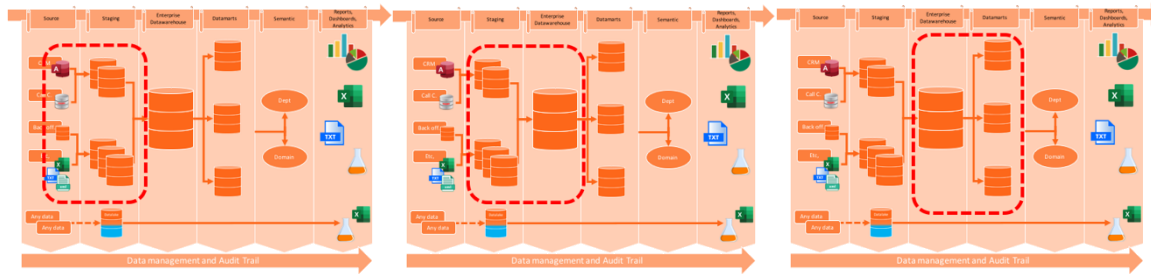 Source
Staging
Enterprise
Datawarehouse
Datamarts
Semantic
Reports,
Dashboards,
Analytics
CRM
A
Call C.
Back off
Etc.
X
TXT
Dept
Domain
X
TXT
Any data
Any data
X
Data management and Audit Trail
Source
Staging
Enterprise
Datawarehouse
Datamarts
Semantic
Reports,
Dashboards,
Analytics
CRM
A
Call C.
Back off
Etc.
X
TXT
Dept
Domain
X
TXT
Any data
Any data
X
Data management and Audit Trail
Source
Staging
Enterprise
Datawarehouse
Datamarts
Semantic
Reports,
Dashboards,
Analytics
CRM
A
Call C.
Back off
Etc.
X
TXT
Dept
Domain
X
TXT
Any data
Any data
X
Data management and Audit Trail